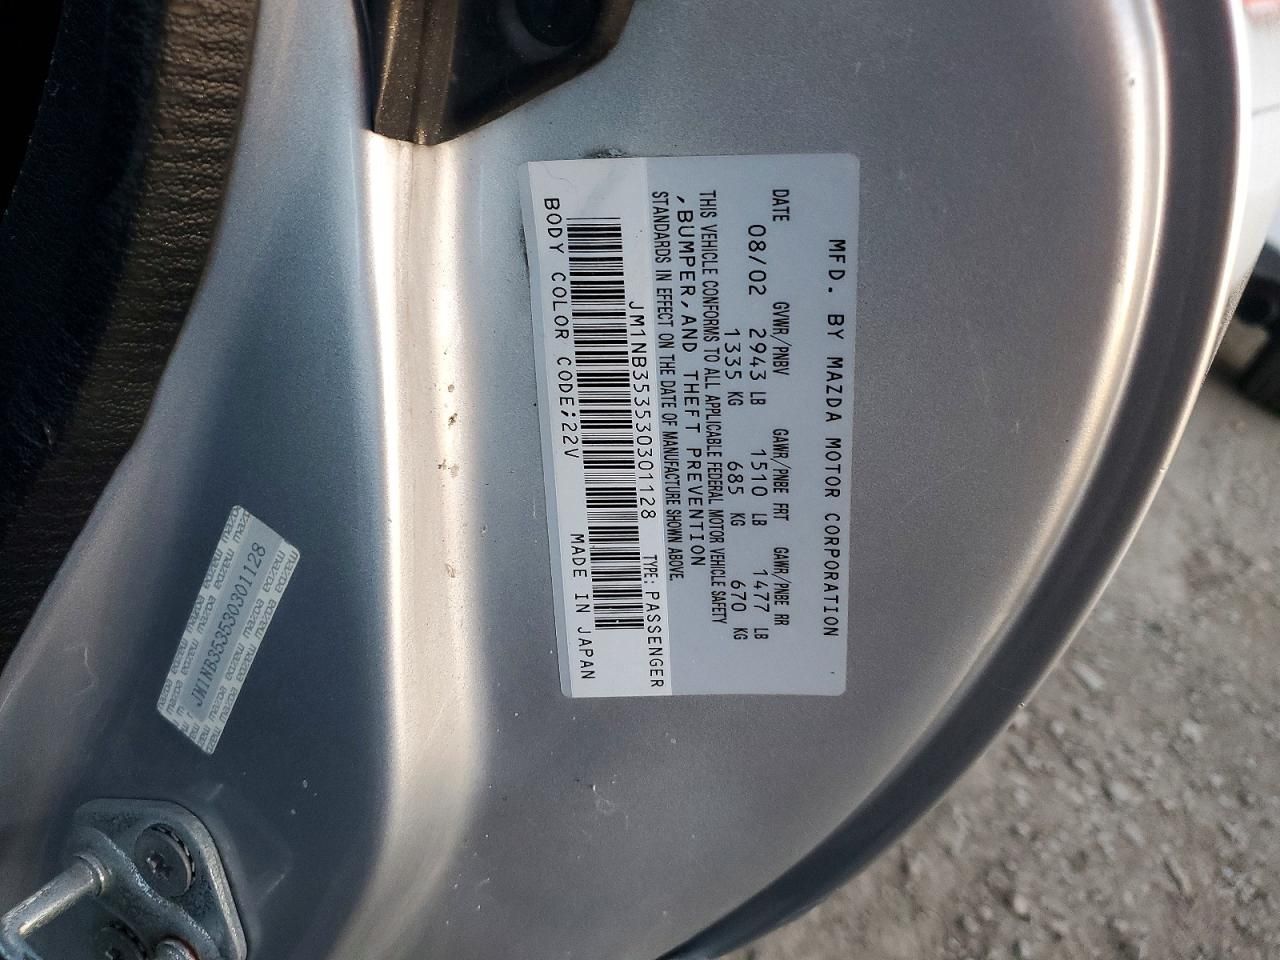 MFD. BY MAZDA MOTOR CORPORATION
DATE GVWR/PNBV GAWR/PNBE FRT GAWR/PNBE RR
08/02 2943 LB 1510 LB 1477 LB
1335 KG 685 KG 670 KG
THIS VEHICLE CONFORMS TO ALL APPLICABLE FEDERAL MOTOR VEHICLE SAFETY
,BUMPER,AND THEFT PREVENTION
STANDARDS IN EFFECT ON THE DATE OF MANUFACTURE SHOWN ABOVE.
JM1NB353530301128 TYPE: PASSENGER
BODY COLOR CODE;22V MADE IN JAPAN
JM1NB353530301128